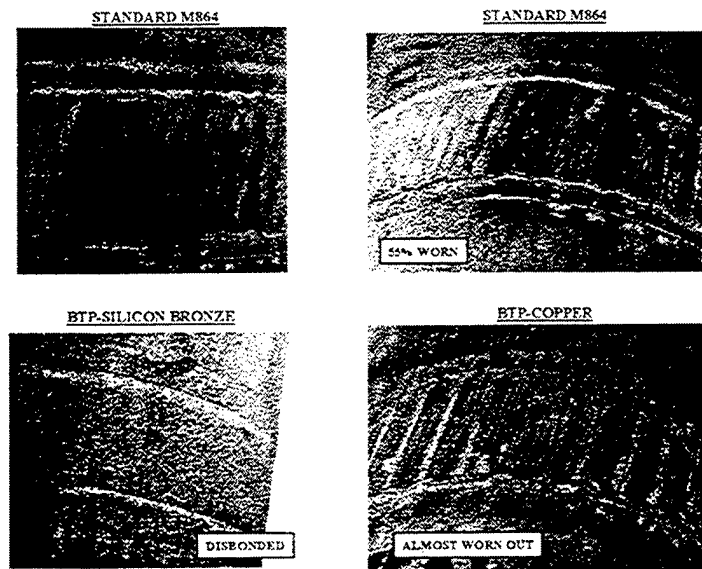 STANDARD M864
STANDARD M864
55% WORN
BTP-SILICON BRONZE
BTP-COPPER
DISBONDED
ALMOST WORN OUT